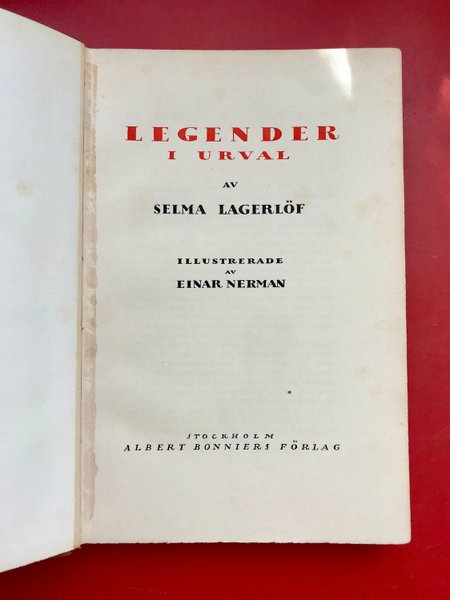 LEGENDER
I URVAL
AV
SELMA LAGERLÖF
ILLUSTRERADE
AV
EINAR NERMAN
STOCKHOLM
ALBERT BONNIERS FÖRLAG